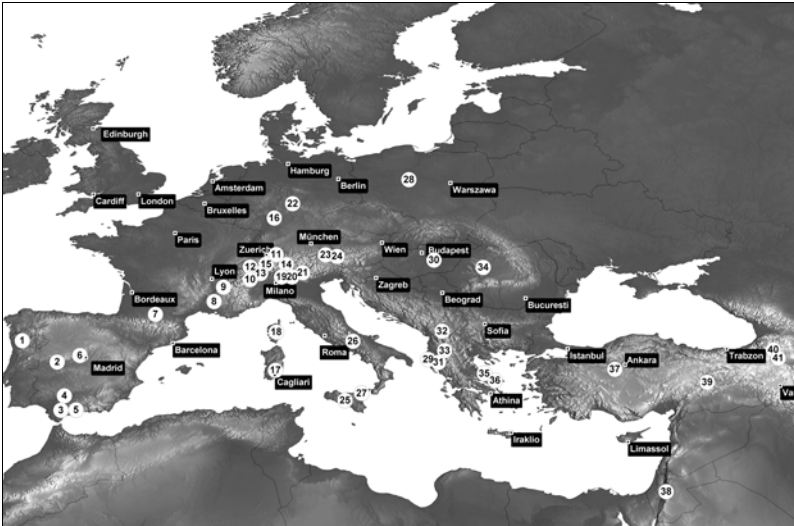 Edinburgh
Hamburg
28
Amsterdam
Berlin
Warszawa
Cardiff
London
22
Bruxelles
16
Paris
München
Zuerich
11
23 24
Wien
Budapest
30
12
15
14
34
Lyon
10
13
19 20
21
9
Milano
Zagreb
8
Bordeaux
Beograd
Bucuresti
7
18
32
Sofia
1
26
Roma
Istanbul
Trabzon
40
Barcelona
33
2
6
29
31
Ankara
41
Madrid
17
35
36
37
39
Cagliari
4
25
27
Athina
Va
3
5
Iraklio
Limassol
38